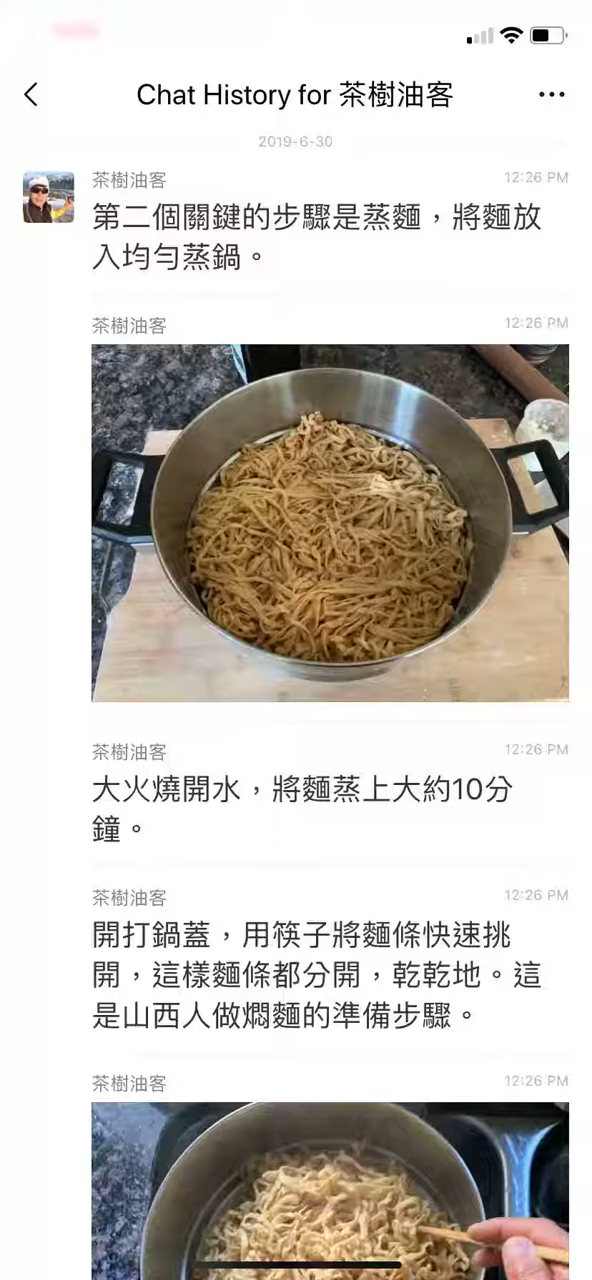 Chat History for 茶樹油客
2019-6-30
茶樹油客
12:26 PM
第二個關鍵的步驟是蒸麵，將麵放
入均勻蒸鍋。
茶樹油客
12:26 PM
茶樹油客
12:26 PM
大火燒開水，將麵蒸上大約10分
鐘。
茶樹油客
12:26 PM
開打鍋蓋，用筷子將麵條快速挑
開，這樣麵條都分開，乾乾地。這
是山西人做燜麵的準備步驟。
茶樹油客
12:26 PM